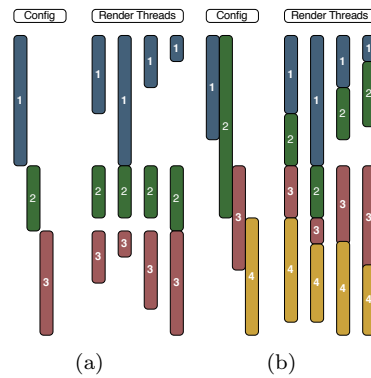 Config Render Threads Config Render Threads
1 1 1 1 1 1 2 1 1 1 1
2 2 2 2 2 2 2 2 2
3 3 3 3 3 3 3 3 3
4 4 4 4 4
(a) (b)